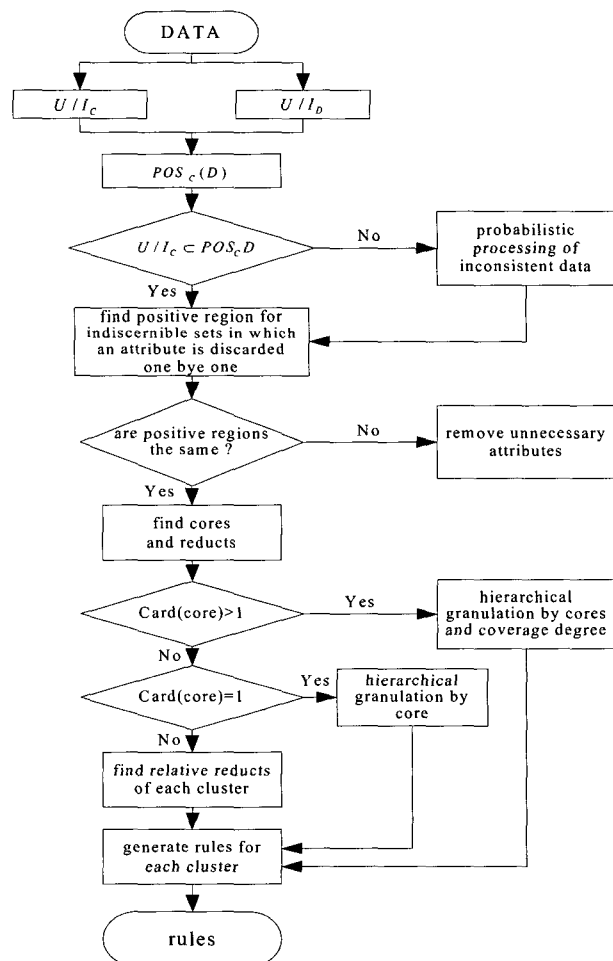 DATA
U / I_C
U / I_D
POS_C(D)
U / I_C ⊂ POS_C D
No
probabilistic
processing of
inconsistent data
Yes
find positive region for
indiscernible sets in which
an attribute is discarded
one bye one
are positive regions
the same ?
No
remove unnecessary
attributes
Yes
find cores
and reducts
Card(core)>1
Yes
hierarchical
granulation by cores
and coverage degree
No
Card(core)=1
Yes
hierarchical
granulation by
core
No
find relative reducts
of each cluster
generate rules for
each cluster
rules